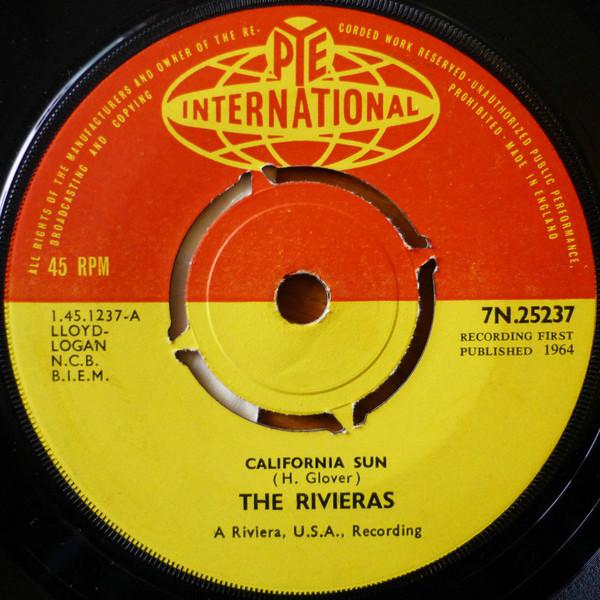 ALL RIGHTS OF THE MANUFACTURERS AND OWNER OF THE RE-
CORDED WORK RESERVED · UNAUTHORIZED PUBLIC PERFORMANCE,
BROADCASTING AND COPYING
PROHIBITED · MADE IN ENGLAND
PYE
INTERNATIONAL
45 RPM
1.45.1237-A
LLOYD-
LOGAN
N.C.B.
B.I.E.M.
7N.25237
RECORDING FIRST
PUBLISHED 1964
CALIFORNIA SUN
(H. Glover)
THE RIVIERAS
A Riviera, U.S.A., Recording